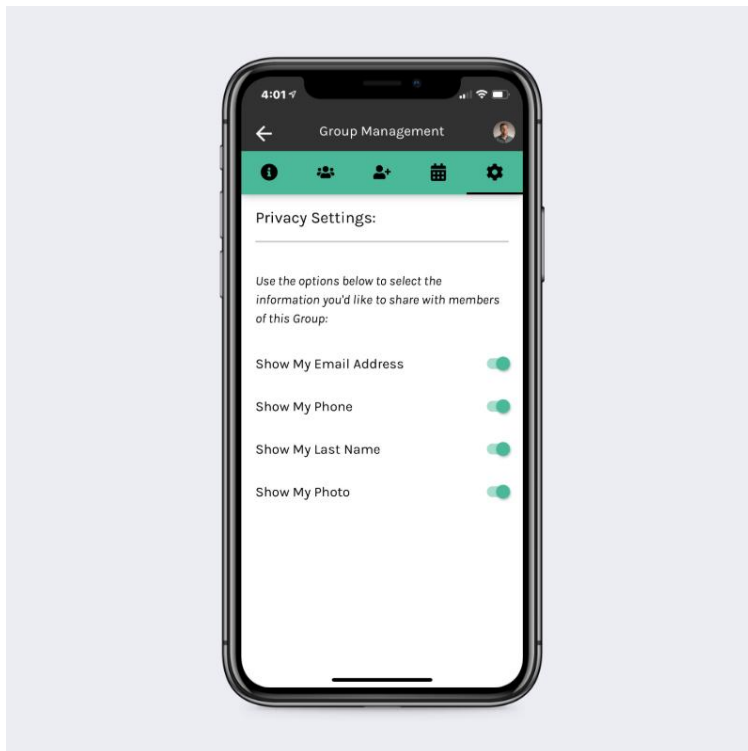 4:01
Group Management
Privacy Settings:
Use the options below to select the
information you'd like to share with members
of this Group:
Show My Email Address
Show My Phone
Show My Last Name
Show My Photo